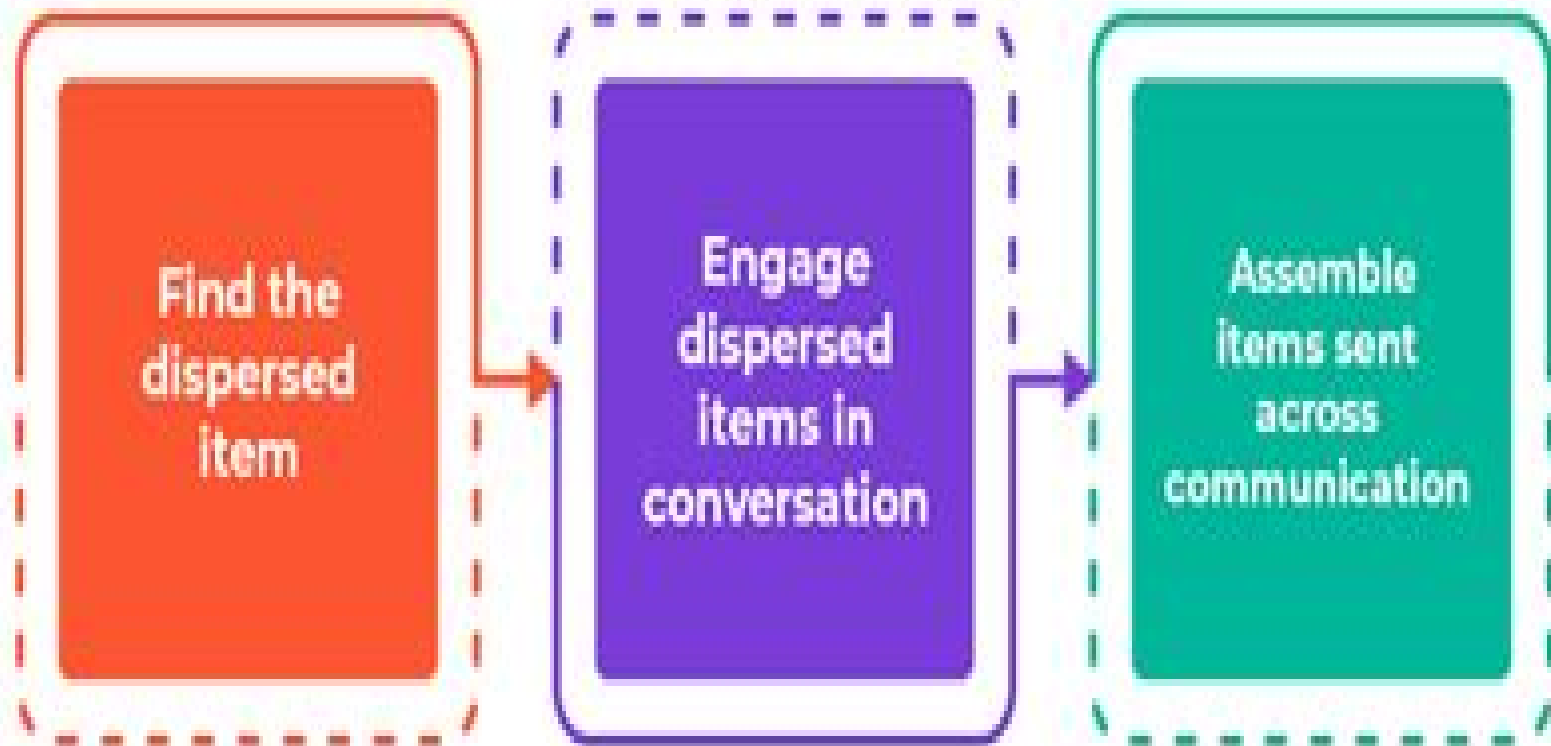 Find the
dispersed
item
Engage
dispersed
items in
conversation
Assemble
items sent
across
communication